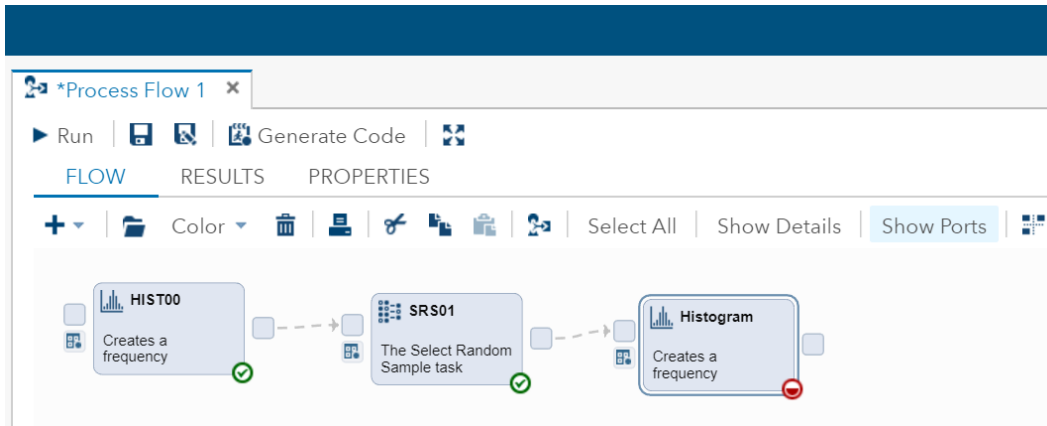 *Process Flow 1
Run
Generate Code
FLOW RESULTS PROPERTIES
Color Select All Show Details Show Ports
HIST00
Creates a
frequency
SRS01
The Select Random
Sample task
Histogram
Creates a
frequency